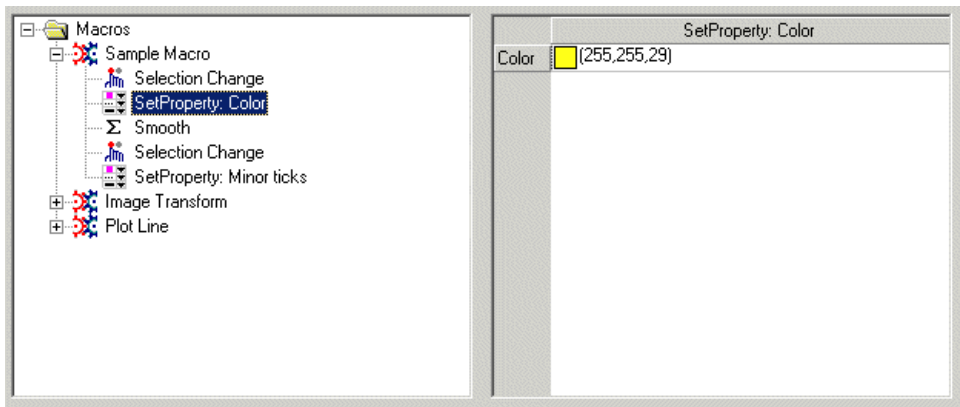 Macros
Sample Macro
Selection Change
SetProperty: Color
Σ Smooth
Selection Change
SetProperty: Minor ticks
Image Transform
Plot Line
SetProperty: Color
Color (255,255,29)